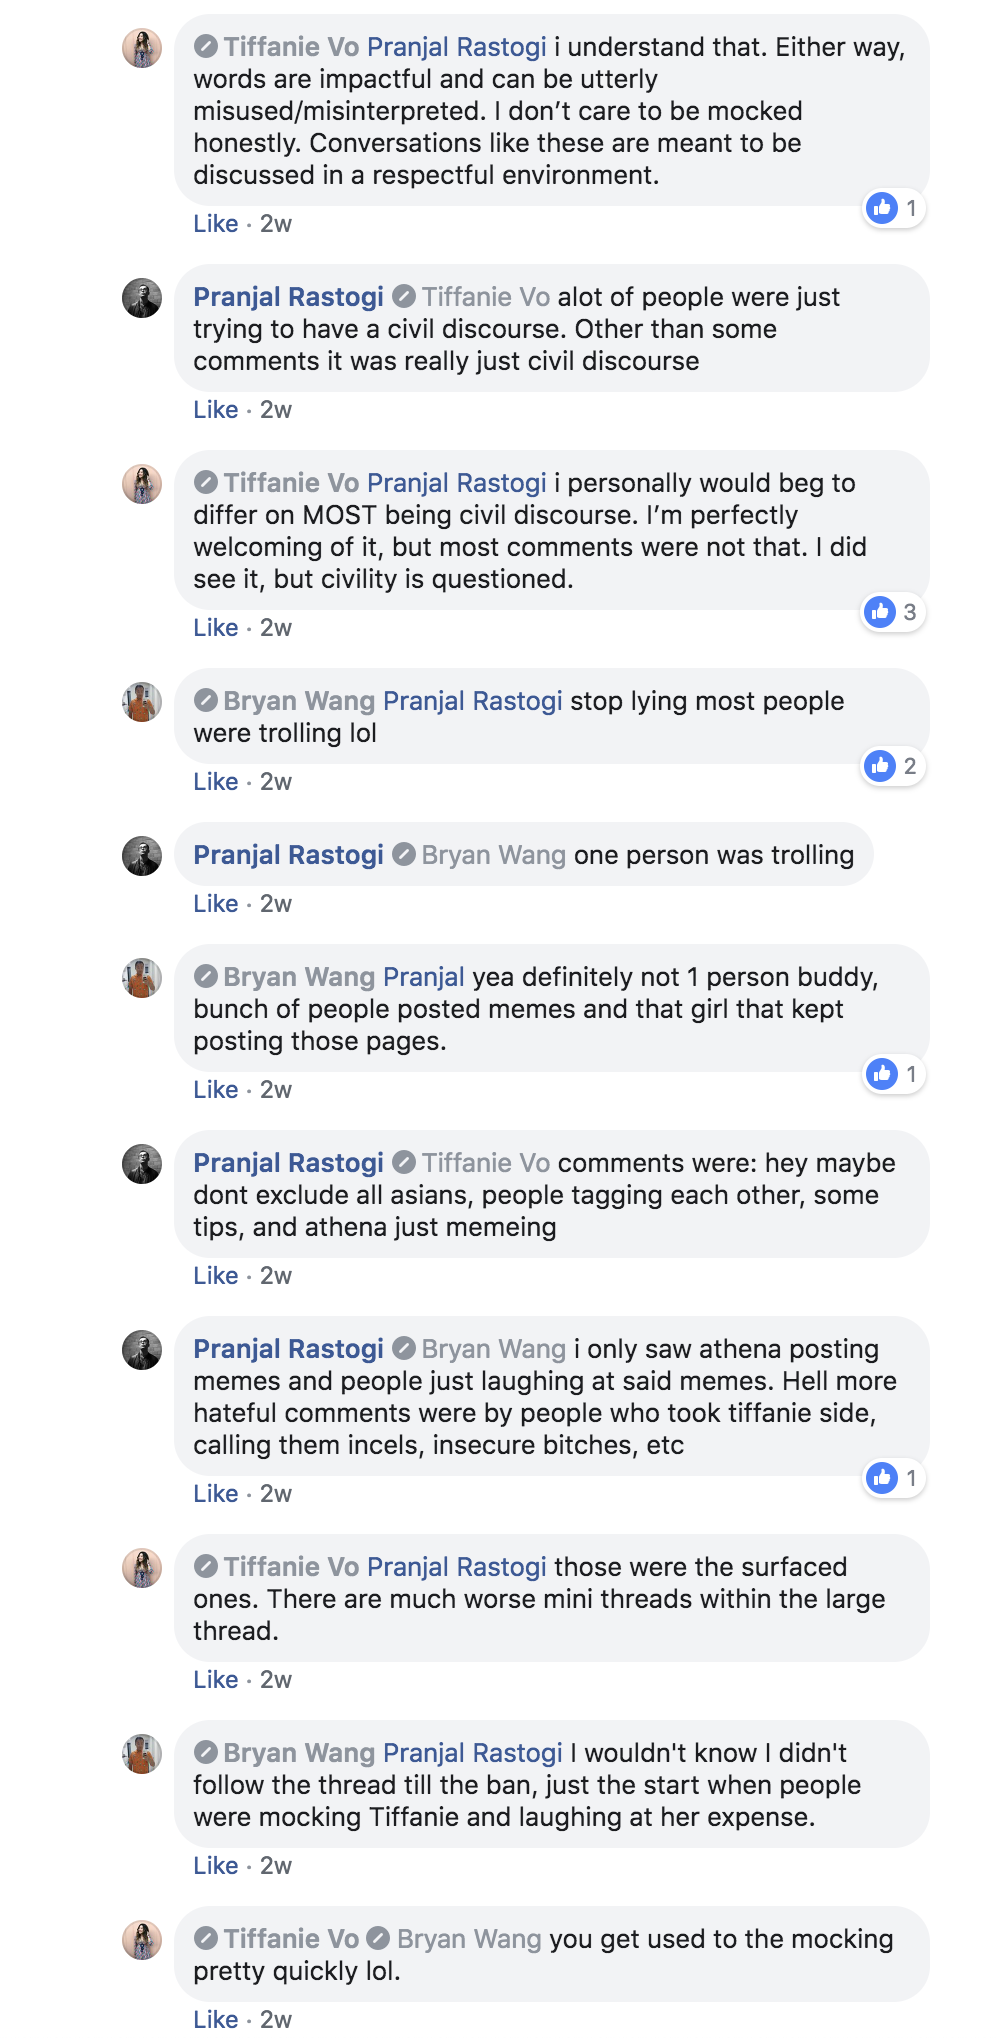 Tiffanie Vo Pranjal Rastogi i understand that. Either way,
words are impactful and can be utterly
misused/misinterpreted. I don’t care to be mocked
honestly. Conversations like these are meant to be
discussed in a respectful environment.
1
Like · 2w
Pranjal Rastogi Tiffanie Vo alot of people were just
trying to have a civil discourse. Other than some
comments it was really just civil discourse
Like · 2w
Tiffanie Vo Pranjal Rastogi i personally would beg to
differ on MOST being civil discourse. I’m perfectly
welcoming of it, but most comments were not that. I did
see it, but civility is questioned.
3
Like · 2w
Bryan Wang Pranjal Rastogi stop lying most people
were trolling lol
2
Like · 2w
Pranjal Rastogi Bryan Wang one person was trolling
Like · 2w
Bryan Wang Pranjal yea definitely not 1 person buddy,
bunch of people posted memes and that girl that kept
posting those pages.
1
Like · 2w
Pranjal Rastogi Tiffanie Vo comments were: hey maybe
dont exclude all asians, people tagging each other, some
tips, and athena just memeing
Like · 2w
Pranjal Rastogi Bryan Wang i only saw athena posting
memes and people just laughing at said memes. Hell more
hateful comments were by people who took tiffanie side,
calling them incels, insecure bitches, etc
1
Like · 2w
Tiffanie Vo Pranjal Rastogi those were the surfaced
ones. There are much worse mini threads within the large
thread.
Like · 2w
Bryan Wang Pranjal Rastogi I wouldn't know I didn't
follow the thread till the ban, just the start when people
were mocking Tiffanie and laughing at her expense.
Like · 2w
Tiffanie Vo Bryan Wang you get used to the mocking
pretty quickly lol.
Like · 2w